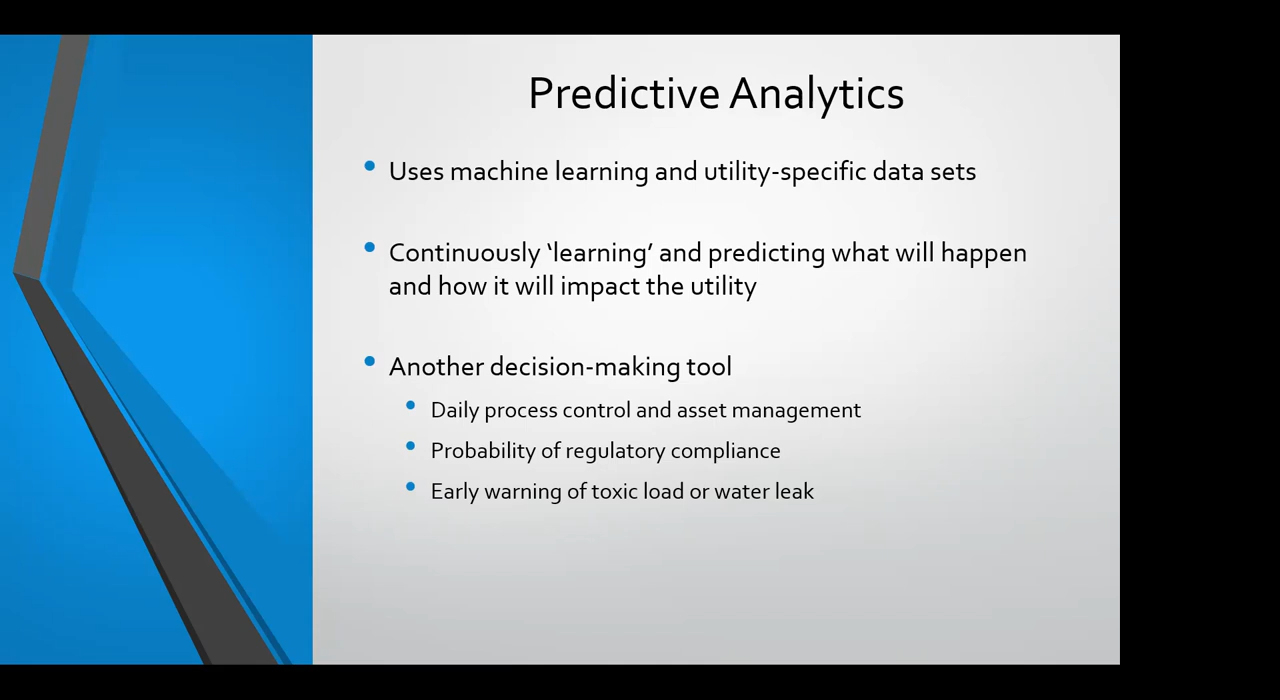 Predictive Analytics
• Uses machine learning and utility-specific data sets
• Continuously ‘learning’ and predicting what will happen
and how it will impact the utility
• Another decision-making tool
• Daily process control and asset management
• Probability of regulatory compliance
• Early warning of toxic load or water leak